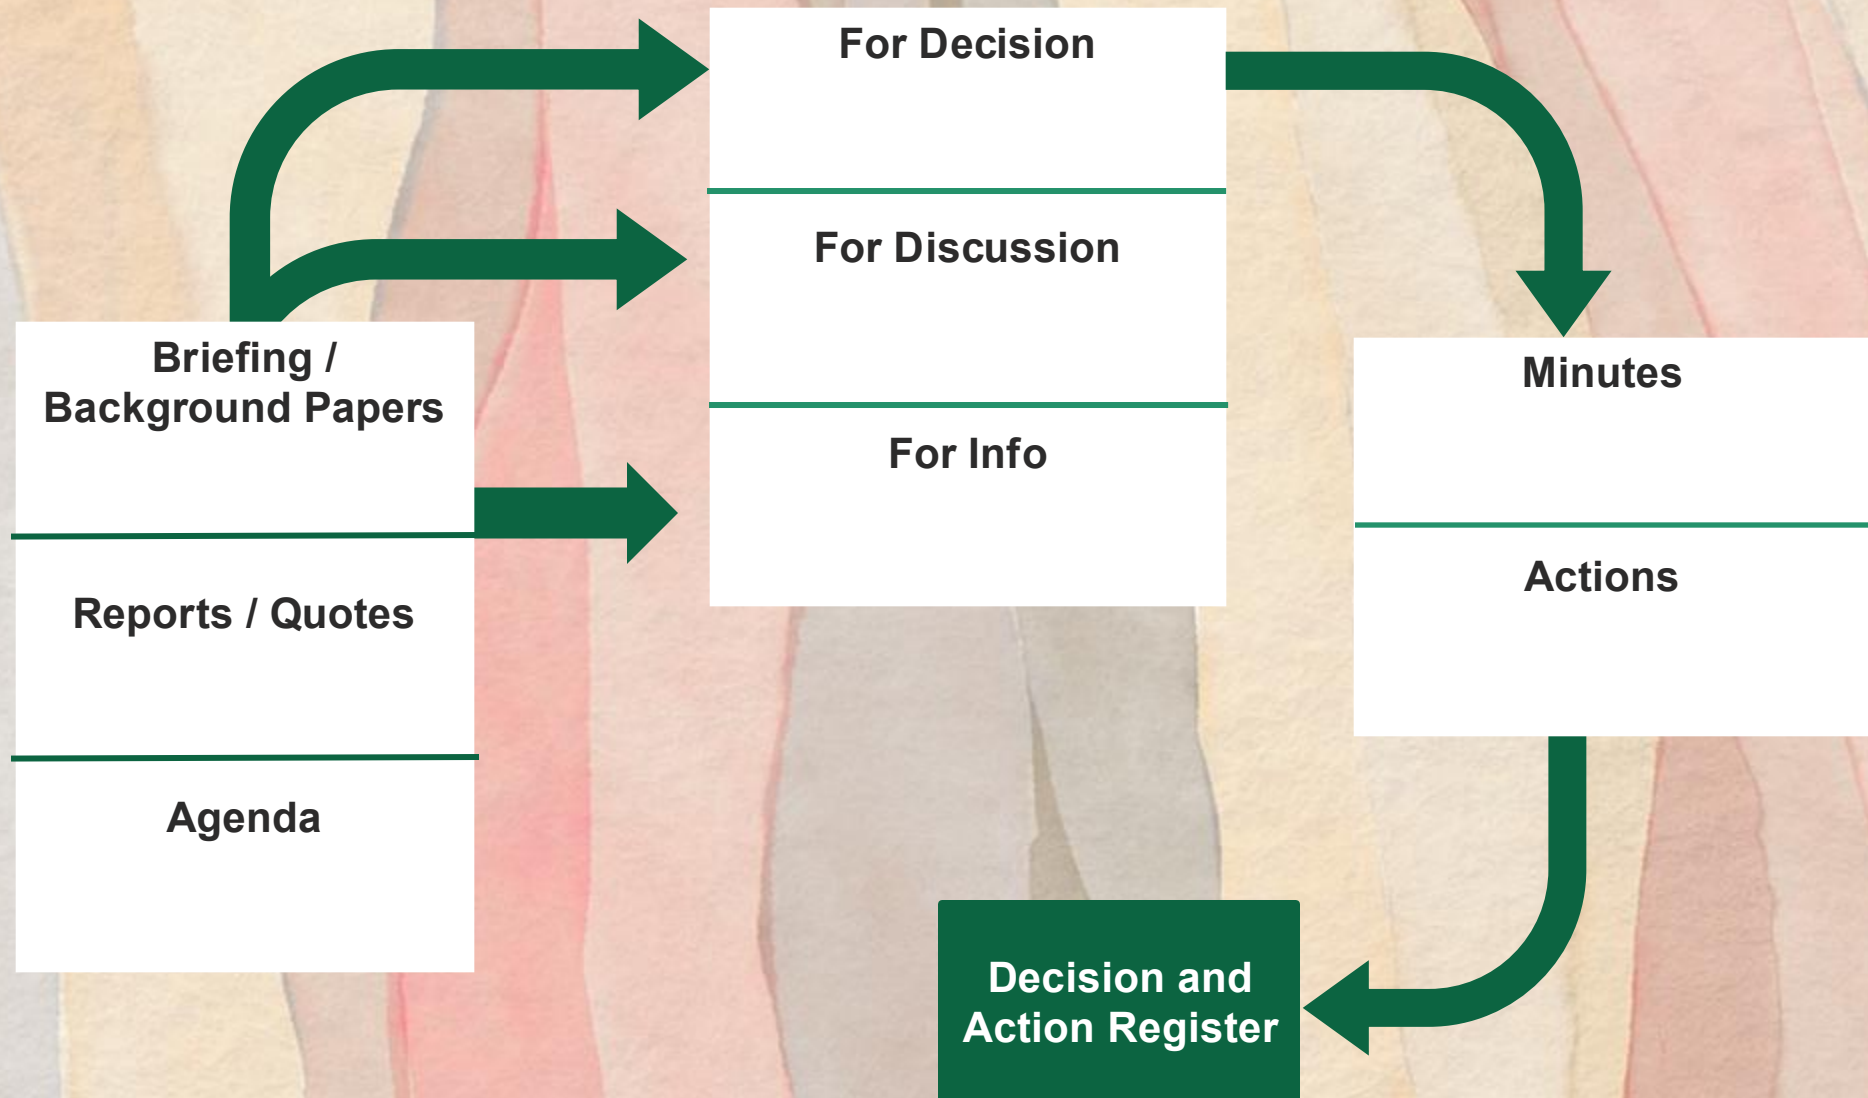 For Decision
For Discussion
For Info
Briefing /
Background Papers
Reports / Quotes
Agenda
Minutes
Actions
Decision and
Action Register